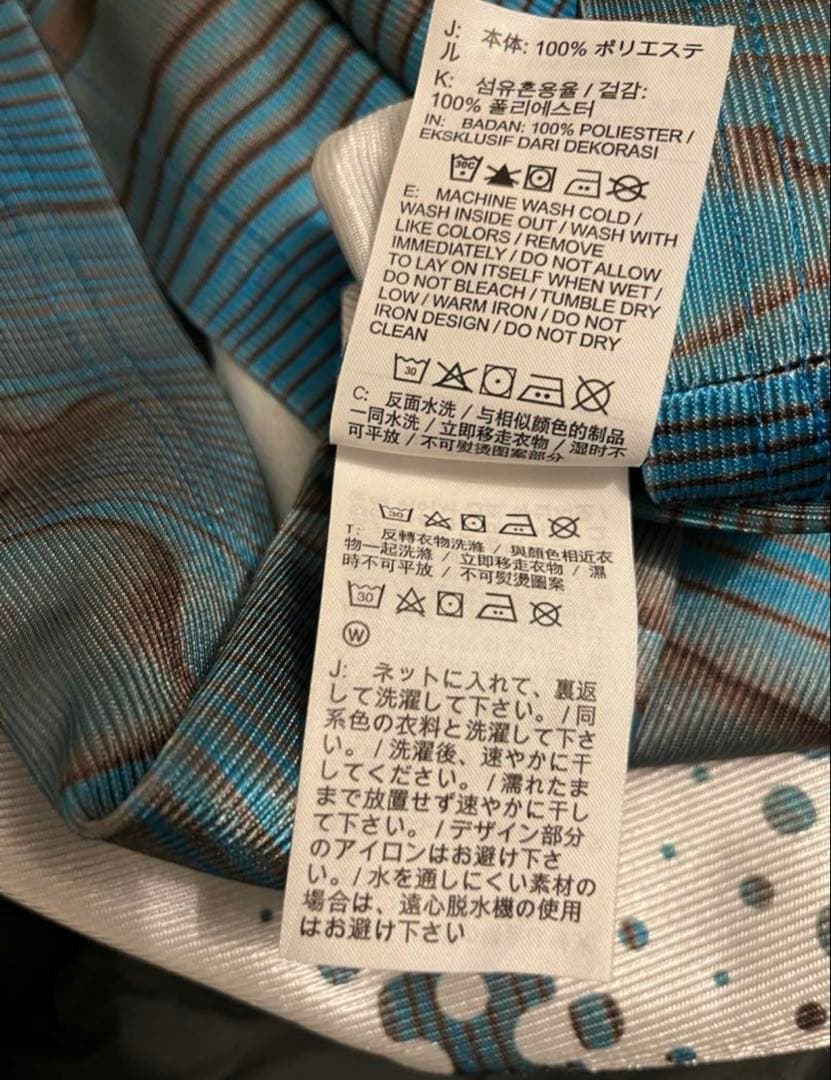 J: 本体: 100% ポリエステ
ル
K: 섬유혼용율 / 겉감:
100% 폴리에스터
IN: BADAN: 100% POLIESTER /
EKSKLUSIF DARI DEKORASI
30C
E: MACHINE WASH COLD /
WASH INSIDE OUT / WASH WITH
LIKE COLORS / REMOVE
IMMEDIATELY / DO NOT ALLOW
TO LAY ON ITSELF WHEN WET /
DO NOT BLEACH / TUMBLE DRY
LOW / WARM IRON / DO NOT
IRON DESIGN / DO NOT DRY
CLEAN
30
C: 反面水洗 / 与相似颜色的制品
一同水洗 / 立即移走衣物 / 湿时不
可平放 / 不可熨烫图案部分
30
T: 反轉衣物洗滌 / 與顏色相近衣
物一起洗滌 / 立即移走衣物 / 濕
時不可平放 / 不可熨燙圖案
30
W
J: ネットに入れて、裏返
して洗濯して下さい。 / 同
系色の衣料と洗濯して下さ
い。 / 洗濯後、速やかに干
してください。 / 濡れたま
まで放置せず速やかに干し
て下さい。 / デザイン部分
のアイロンはお避け下さ
い。 / 水を通しにくい素材の
場合は、遠心脱水機の使用
はお避け下さい